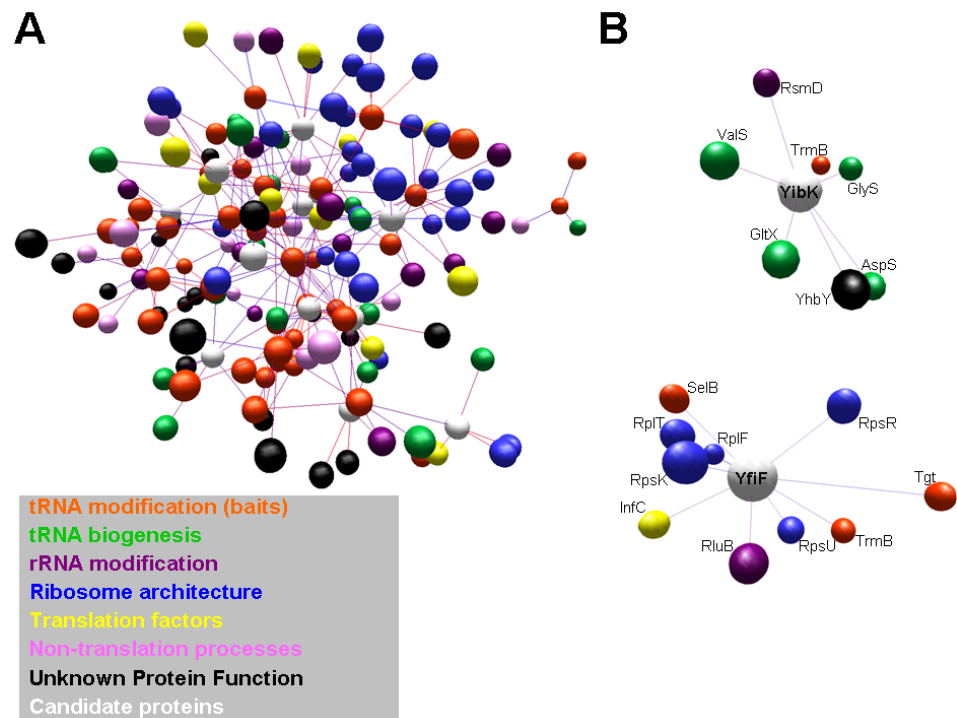 A
B
RsmD
ValS
TrmB
YibK
GlyS
GltX
AspS
YhbY
SelB
RplT
RplF
RpsR
RpsK
YfiF
Tgt
InfC
RluB
RpsU
TrmB
tRNA modification (baits)
tRNA biogenesis
rRNA modification
Ribosome architecture
Translation factors
Non-translation processes
Unknown Protein Function
Candidate proteins